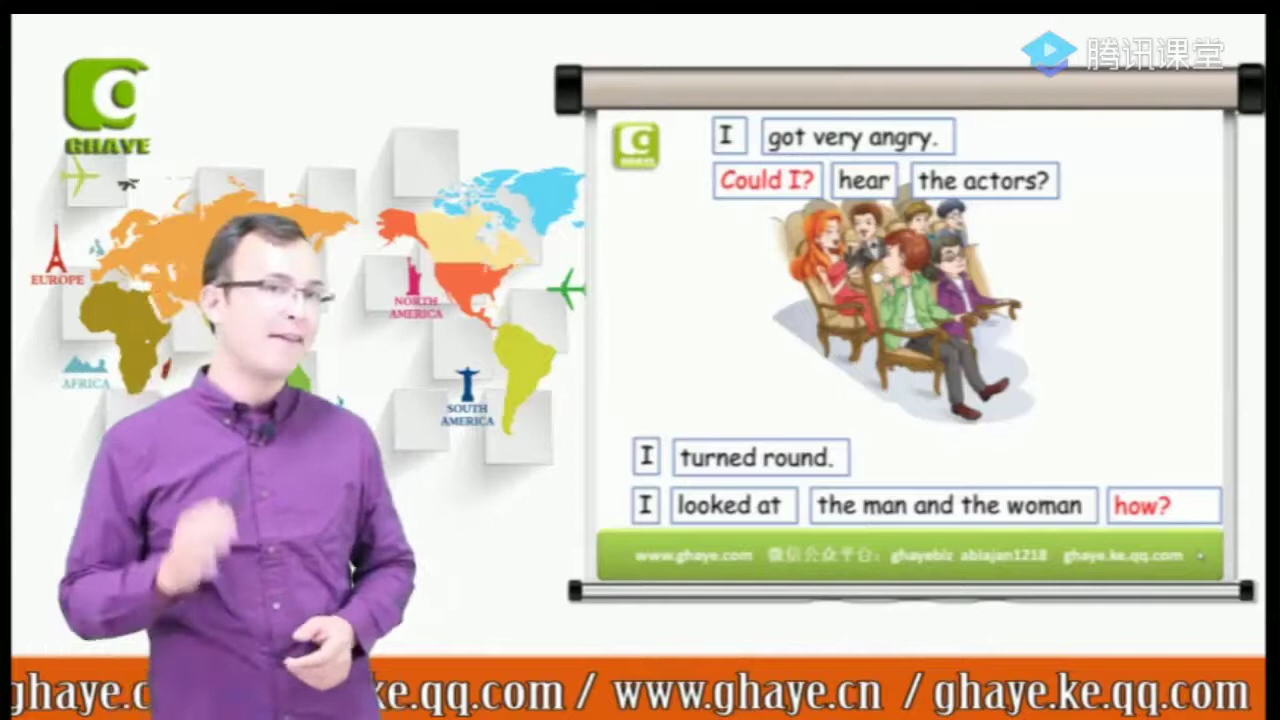 腾讯课堂
GHAYE
I got very angry.
Could I? hear the actors?
EUROPE
NORTH AMERICA
AFRICA
SOUTH AMERICA
I turned round.
I looked at the man and the woman how?
www.ghaye.com 微信公众平台: ghayebiz ablajan1218 ghaye.ke.qq.com
ghaye.c ke.qq.com / www.ghaye.cn / ghaye.ke.qq.com